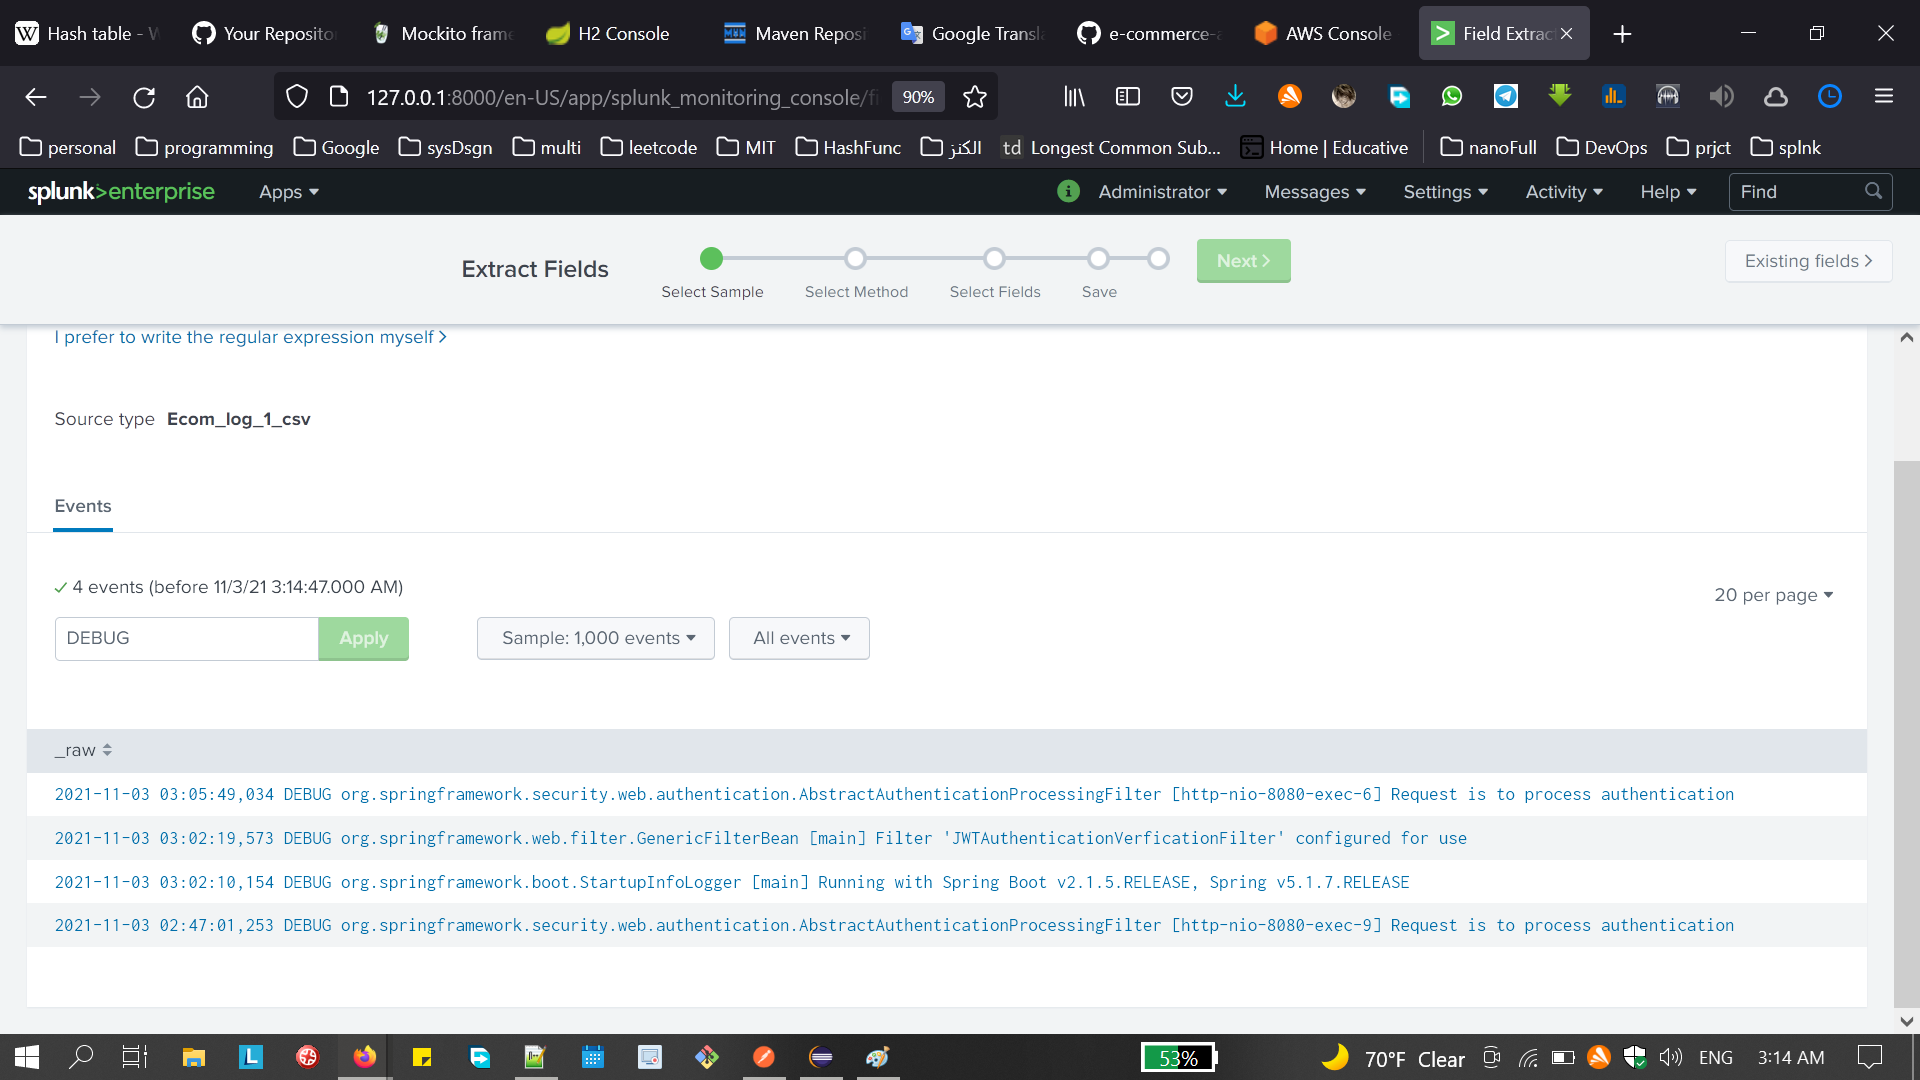 Hash table - W
Your Reposito
Mockito frame
H2 Console
Maven Reposi
Google Transla
e-commerce-a
AWS Console
Field Extrac
127.0.0.1:8000/en-US/app/splunk_monitoring_console/fi
90%
personal
programming
Google
sysDsgn
multi
leetcode
MIT
HashFunc
الكنز
td Longest Common Sub...
Home | Educative
nanoFull
DevOps
prjct
splnk
splunk>enterprise
Apps
Administrator
Messages
Settings
Activity
Help
Find
Extract Fields
Select Sample
Select Method
Select Fields
Save
Next >
Existing fields >
I prefer to write the regular expression myself >
Source type Ecom_log_1_csv
Events
✓ 4 events (before 11/3/21 3:14:47.000 AM)
20 per page
DEBUG
Apply
Sample: 1,000 events
All events
_raw
2021-11-03 03:05:49,034 DEBUG org.springframework.security.web.authentication.AbstractAuthenticationProcessingFilter [http-nio-8080-exec-6] Request is to process authentication
2021-11-03 03:02:19,573 DEBUG org.springframework.web.filter.GenericFilterBean [main] Filter 'JWTAuthenticationVerficationFilter' configured for use
2021-11-03 03:02:10,154 DEBUG org.springframework.boot.StartupInfoLogger [main] Running with Spring Boot v2.1.5.RELEASE, Spring v5.1.7.RELEASE
2021-11-03 02:47:01,253 DEBUG org.springframework.security.web.authentication.AbstractAuthenticationProcessingFilter [http-nio-8080-exec-9] Request is to process authentication
53%
70°F Clear
ENG
3:14 AM